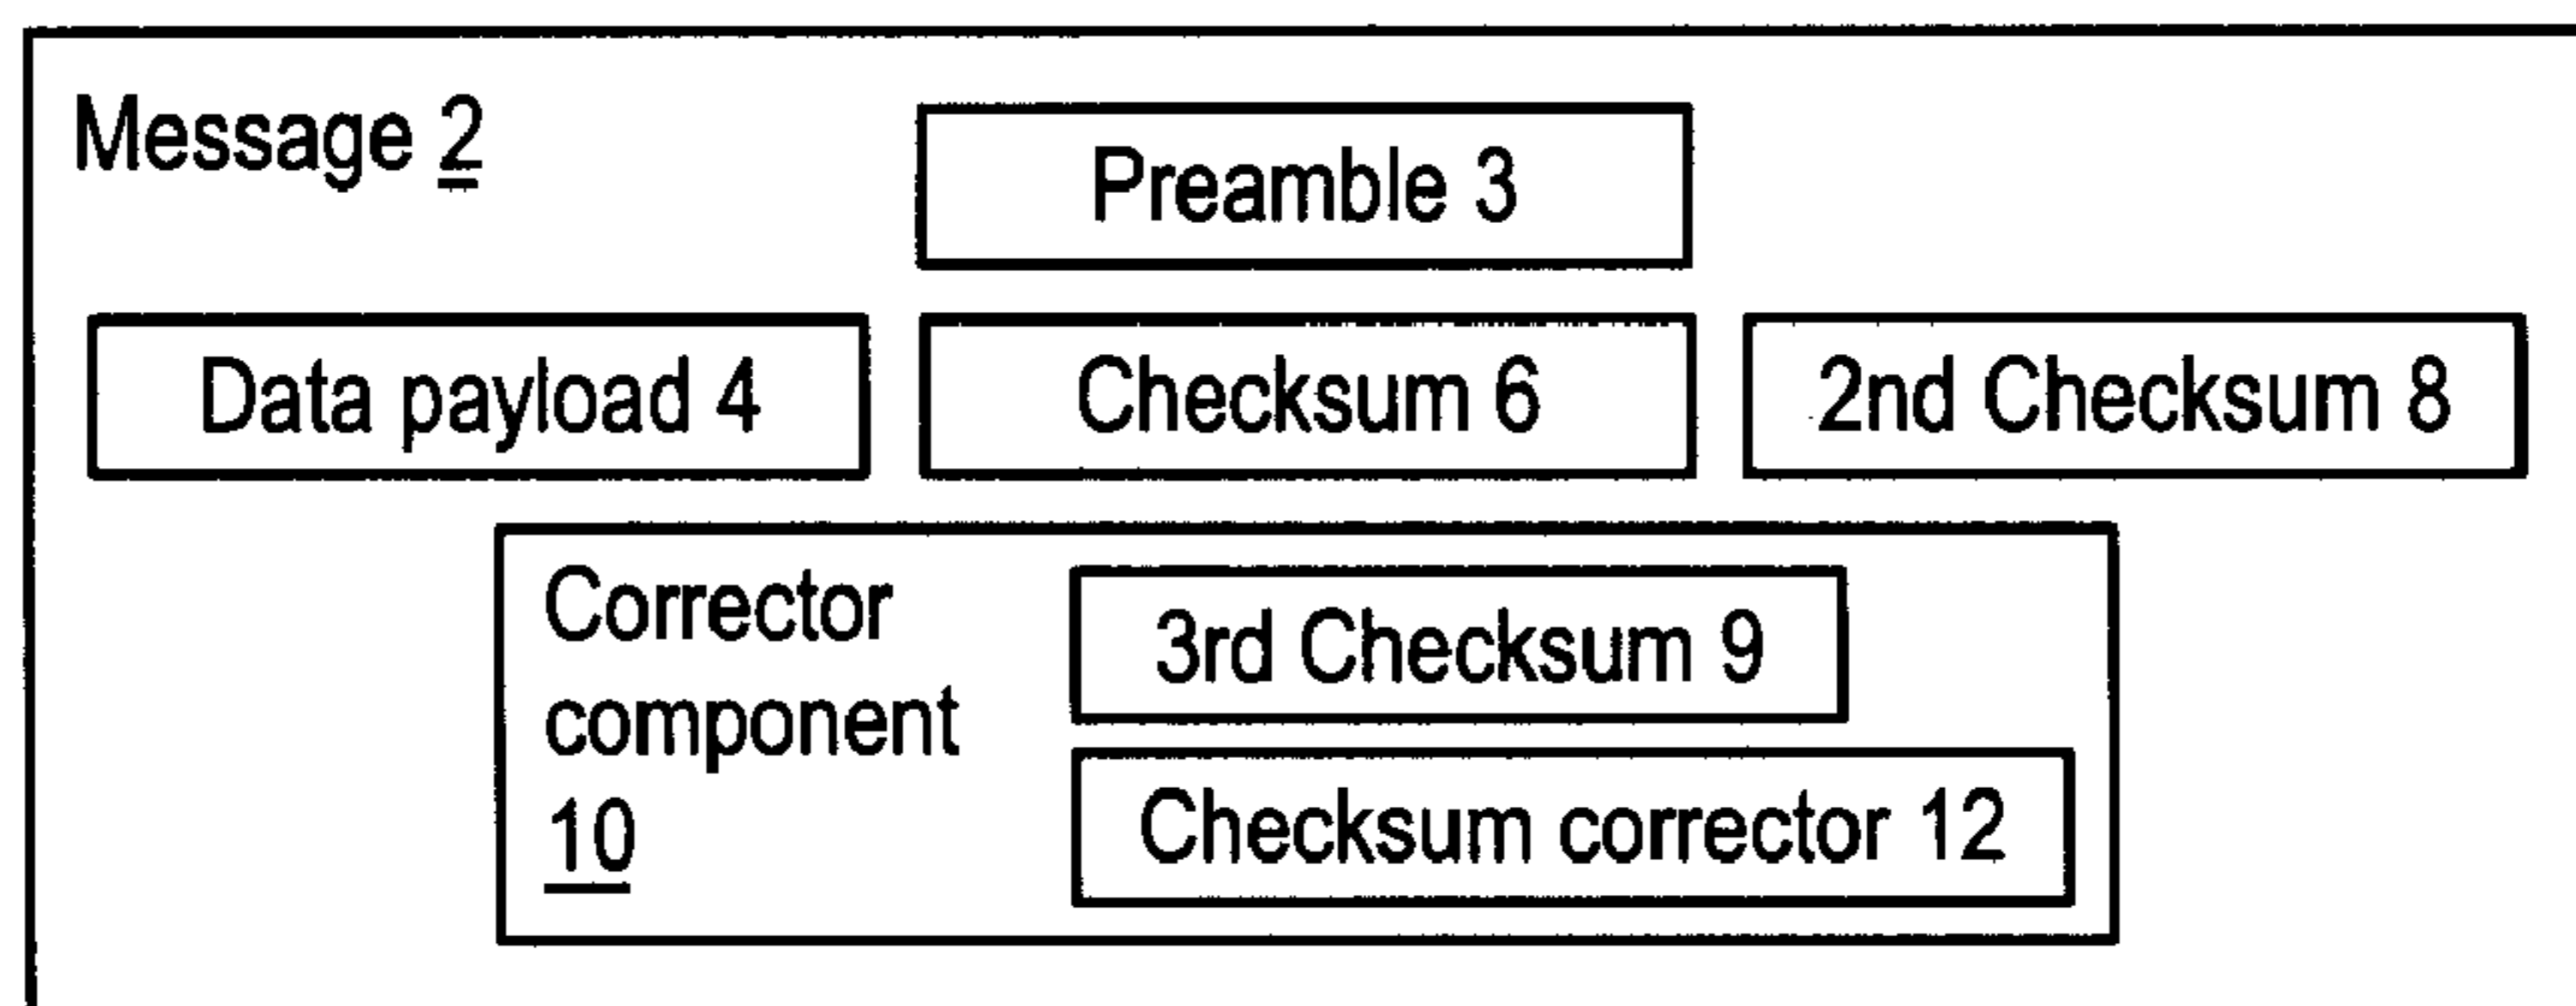 Message 2
Preamble 3
Data payload 4
Checksum 6
2nd Checksum 8
Corrector
component
10
3rd Checksum 9
Checksum corrector 12